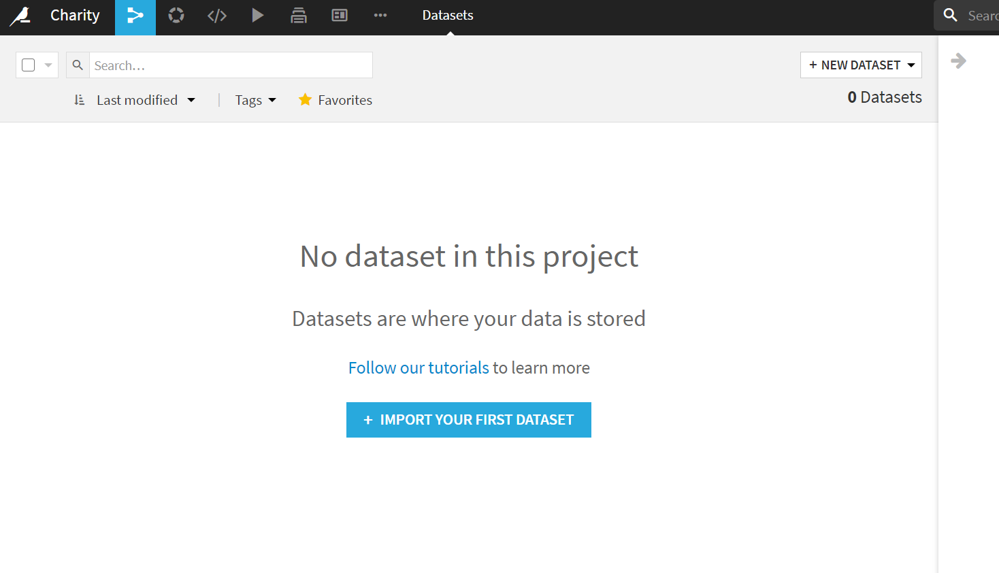 Charity
Datasets
Search…
+ NEW DATASET
Last modified
Tags
Favorites
0 Datasets
No dataset in this project
Datasets are where your data is stored
Follow our tutorials to learn more
+ IMPORT YOUR FIRST DATASET